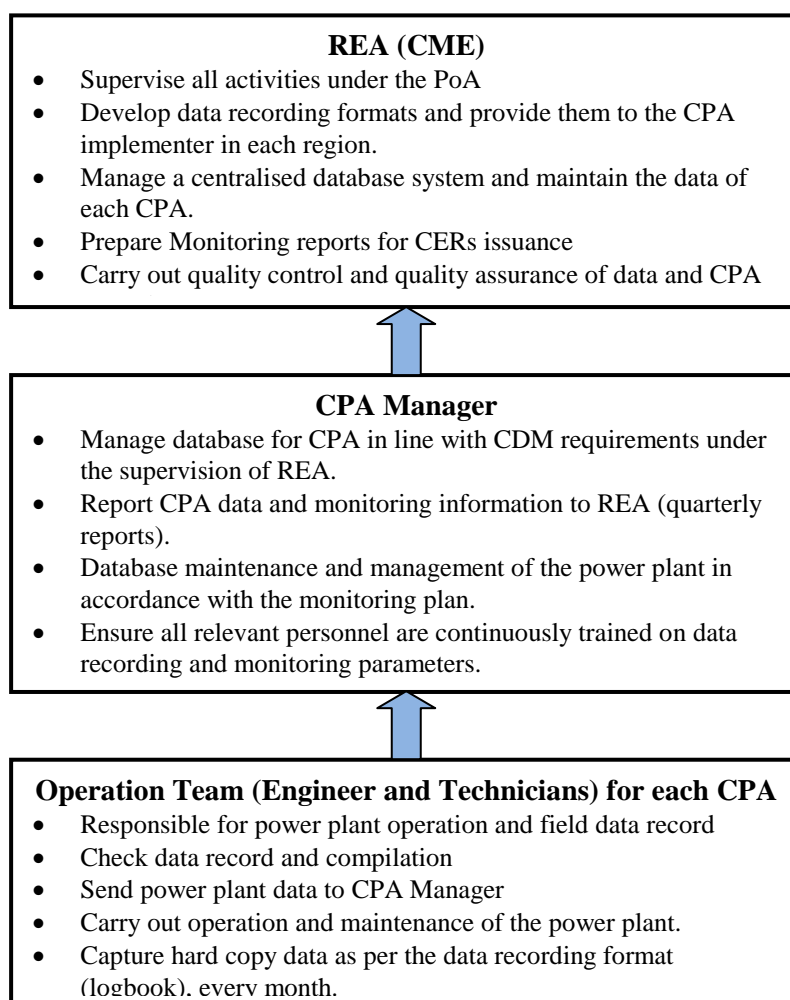 REA (CME)
• Supervise all activities under the PoA
• Develop data recording formats and provide them to the CPA
implementer in each region.
• Manage a centralised database system and maintain the data of
each CPA.
• Prepare Monitoring reports for CERs issuance
• Carry out quality control and quality assurance of data and CPA
CPA Manager
• Manage database for CPA in line with CDM requirements under
the supervision of REA.
• Report CPA data and monitoring information to REA (quarterly
reports).
• Database maintenance and management of the power plant in
accordance with the monitoring plan.
• Ensure all relevant personnel are continuously trained on data
recording and monitoring parameters.
Operation Team (Engineer and Technicians) for each CPA
• Responsible for power plant operation and field data record
• Check data record and compilation
• Send power plant data to CPA Manager
• Carry out operation and maintenance of the power plant.
• Capture hard copy data as per the data recording format
(logbook), every month.